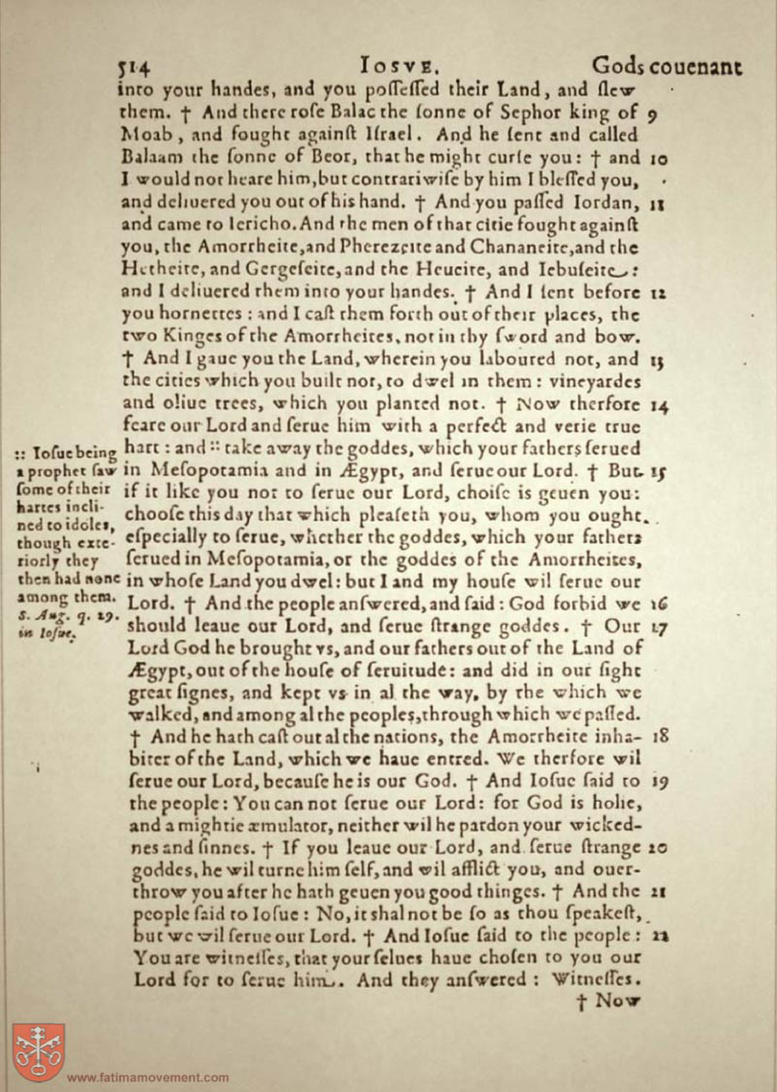 514 IOSVE. Gods couenant
into your handes, and you poſſeſſed their Land, and ſlew
them. † And there roſe Balac the ſonne of Sephor king of 9
Moab, and fought againſt Iſrael. And he ſent and called
Balaam the ſonne of Beor, that he might curſe you: † and 10
I would not heare him, but contrariwiſe by him I bleſſed you,
and deliuered you out of his hand. † And you paſſed Iordan, 11
and came to Iericho. And the men of that citie fought againſt
you, the Amorrheite, and Pherezeite and Chananeite, and the
Hetheite, and Gergeſeite, and the Heueite, and Iebuſeite:
and I deliuered them into your handes. † And I ſent before 12
you hornettes: and I caſt them forth out of their places, the
two Kinges of the Amorrheites, not in thy ſword and bow.
† And I gaue you the Land, wherein you laboured not, and 13
the cities which you built not, to dwel in them: vineyardes
and oliue trees, which you planted not. † Now therfore 14
feare our Lord and ſerue him with a perfect and verie true
hart: and :: take away the goddes, which your fathers ſerued
in Meſopotamia and in Ægypt, and ſerue our Lord. † But 15
if it like you not to ſerue our Lord, choiſe is geuen you:
chooſe this day that which pleaſeth you, whom you ought
eſpecially to ſerue, whether the goddes, which your fathers
ſerued in Meſopotamia, or the goddes of the Amorrheites,
in whoſe Land you dwel: but I and my houſe wil ſerue our
Lord. † And the people anſwered, and ſaid: God forbid we 16
should leaue our Lord, and ſerue ſtrange goddes. † Our 17
Lord God he brought vs, and our fathers out of the Land of
Ægypt, out of the houſe of ſeruitude: and did in our ſight
great ſignes, and kept vs in al the way, by the which we
walked, and among al the peoples, through which we paſſed.
† And he hath caſt out al the nations, the Amorrheite inha- 18
biter of the Land, which we haue entred. We therfore wil
ſerue our Lord, becauſe he is our God. † And Ioſue ſaid to 19
the people: You can not ſerue our Lord: for God is holie,
and a mightie æmulator, neither wil he pardon your wicked-
nes and ſinnes. † If you leaue our Lord, and ſerue ſtrange 20
goddes, he wil turne him ſelf, and wil afflict you, and ouer-
throw you after he hath geuen you good thinges. † And the 21
people ſaid to Ioſue: No, it shal not be ſo as thou ſpeakeſt,
but we wil ſerue our Lord. † And Ioſue ſaid to the people: 22
You are witneſſes, that your ſelues haue choſen to you our
Lord for to ſerue him. And they anſwered: Witneſſes.
† Now
:: Ioſue being
a prophet ſaw
ſome of their
hartes incli-
ned to idoles,
though exte-
riorly they
then had none
among them.
S. Aug. q. 29.
in Ioſue.
www.fatimamovement.com